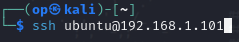 ┌──(op㉿kali)-[~]
└─$ ssh ubuntu@192.168.1.101